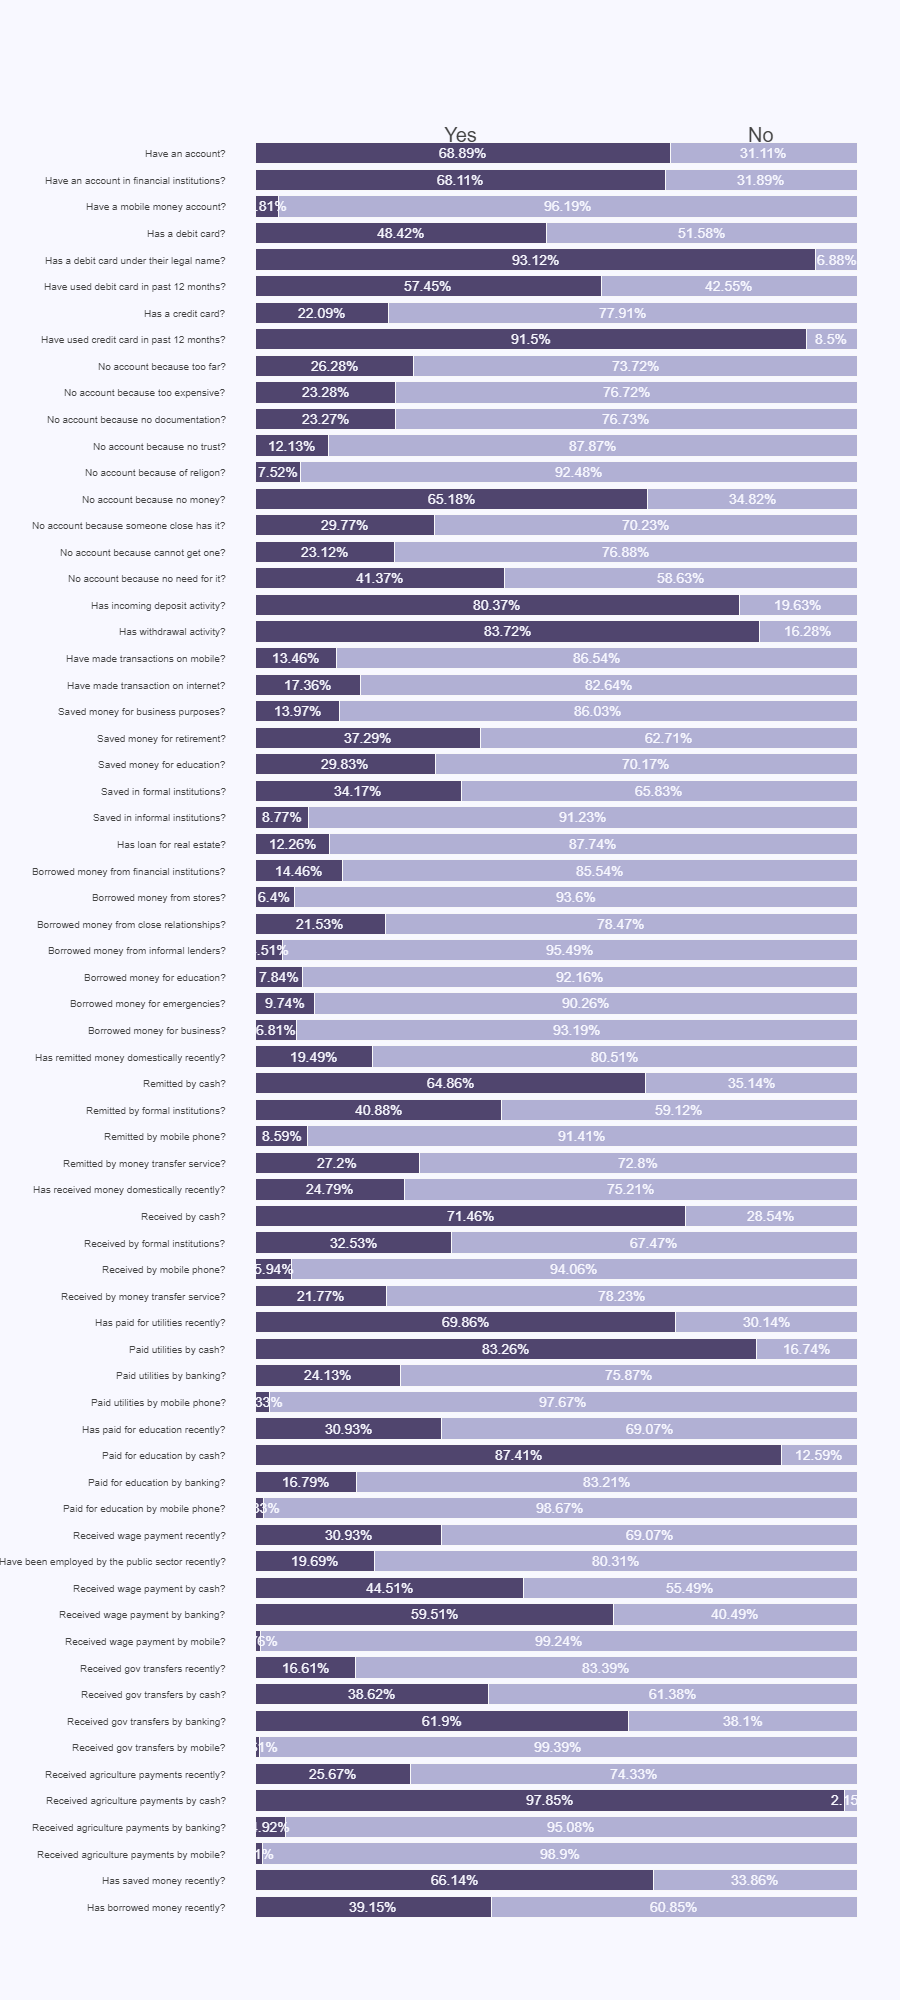 Yes No
Have an account? 68.89% 31.11%
Have an account in financial institutions? 68.11% 31.89%
Have a mobile money account? .81% 96.19%
Has a debit card? 48.42% 51.58%
Has a debit card under their legal name? 93.12% 6.88%
Have used debit card in past 12 months? 57.45% 42.55%
Has a credit card? 22.09% 77.91%
Have used credit card in past 12 months? 91.5% 8.5%
No account because too far? 26.28% 73.72%
No account because too expensive? 23.28% 76.72%
No account because no documentation? 23.27% 76.73%
No account because no trust? 12.13% 87.87%
No account because of religon? 7.52% 92.48%
No account because no money? 65.18% 34.82%
No account because someone close has it? 29.77% 70.23%
No account because cannot get one? 23.12% 76.88%
No account because no need for it? 41.37% 58.63%
Has incoming deposit activity? 80.37% 19.63%
Has withdrawal activity? 83.72% 16.28%
Have made transactions on mobile? 13.46% 86.54%
Have made transaction on internet? 17.36% 82.64%
Saved money for business purposes? 13.97% 86.03%
Saved money for retirement? 37.29% 62.71%
Saved money for education? 29.83% 70.17%
Saved in formal institutions? 34.17% 65.83%
Saved in informal institutions? 8.77% 91.23%
Has loan for real estate? 12.26% 87.74%
Borrowed money from financial institutions? 14.46% 85.54%
Borrowed money from stores? 6.4% 93.6%
Borrowed money from close relationships? 21.53% 78.47%
Borrowed money from informal lenders? .51% 95.49%
Borrowed money for education? 7.84% 92.16%
Borrowed money for emergencies? 9.74% 90.26%
Borrowed money for business? 6.81% 93.19%
Has remitted money domestically recently? 19.49% 80.51%
Remitted by cash? 64.86% 35.14%
Remitted by formal institutions? 40.88% 59.12%
Remitted by mobile phone? 8.59% 91.41%
Remitted by money transfer service? 27.2% 72.8%
Has received money domestically recently? 24.79% 75.21%
Received by cash? 71.46% 28.54%
Received by formal institutions? 32.53% 67.47%
Received by mobile phone? 5.94% 94.06%
Received by money transfer service? 21.77% 78.23%
Has paid for utilities recently? 69.86% 30.14%
Paid utilities by cash? 83.26% 16.74%
Paid utilities by banking? 24.13% 75.87%
Paid utilities by mobile phone? 33% 97.67%
Has paid for education recently? 30.93% 69.07%
Paid for education by cash? 87.41% 12.59%
Paid for education by banking? 16.79% 83.21%
Paid for education by mobile phone? 33% 98.67%
Received wage payment recently? 30.93% 69.07%
Have been employed by the public sector recently? 19.69% 80.31%
Received wage payment by cash? 44.51% 55.49%
Received wage payment by banking? 59.51% 40.49%
Received wage payment by mobile? 6% 99.24%
Received gov transfers recently? 16.61% 83.39%
Received gov transfers by cash? 38.62% 61.38%
Received gov transfers by banking? 61.9% 38.1%
Received gov transfers by mobile? 1% 99.39%
Received agriculture payments recently? 25.67% 74.33%
Received agriculture payments by cash? 97.85% 2.15
Received agriculture payments by banking? .92% 95.08%
Received agriculture payments by mobile? 1% 98.9%
Has saved money recently? 66.14% 33.86%
Has borrowed money recently? 39.15% 60.85%